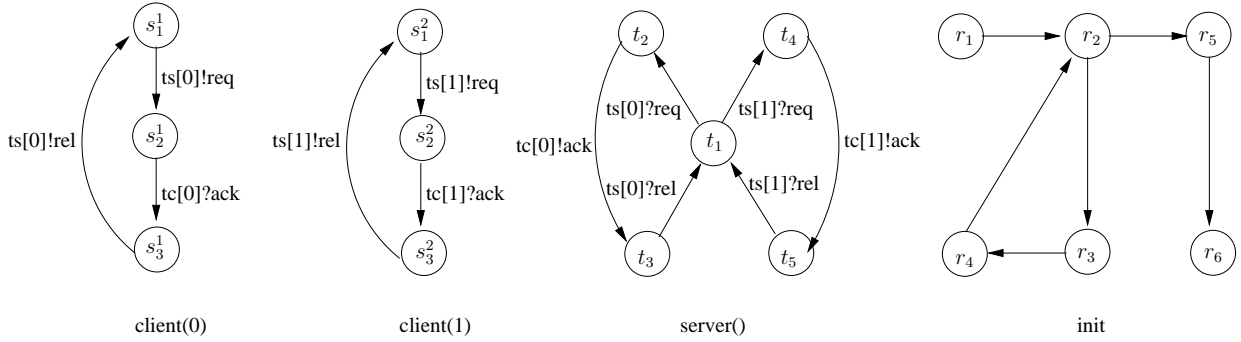 s₁¹
ts[0]!req
s₂¹
ts[0]!rel
tc[0]?ack
s₃¹
client(0)
s₁²
ts[1]!req
s₂²
ts[1]!rel
tc[1]?ack
s₃²
client(1)
t₂
t₄
ts[0]?req
ts[1]?req
tc[0]!ack
t₁
tc[1]!ack
ts[0]?rel
ts[1]?rel
t₃
t₅
server()
r₁
r₂
r₅
r₄
r₃
r₆
init